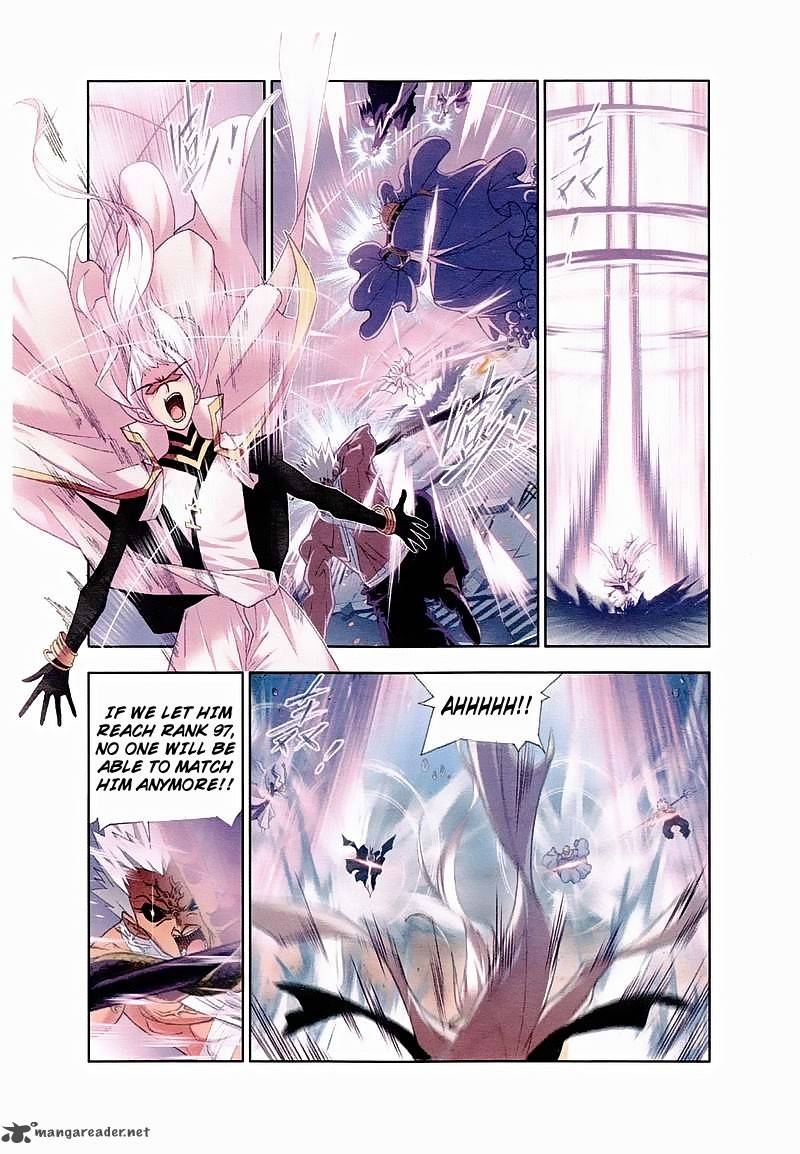 IF WE LET HIM
REACH RANK 97,
NO ONE WILL BE
ABLE TO MATCH
HIM ANYMORE!!
AHHHHH!!
mangareader.net